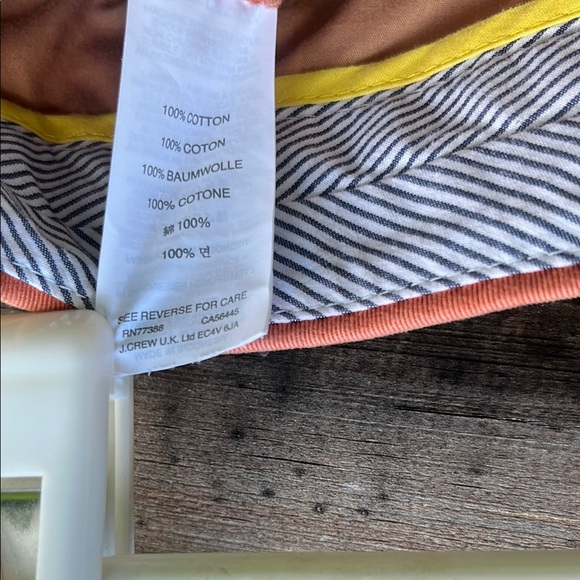 100% COTTON
100% COTON
100% BAUMWOLLE
100% COTONE
綿 100%
100% 면
SEE REVERSE FOR CARE
RN77388 CA56445
J.CREW U.K. Ltd EC4V 6JA